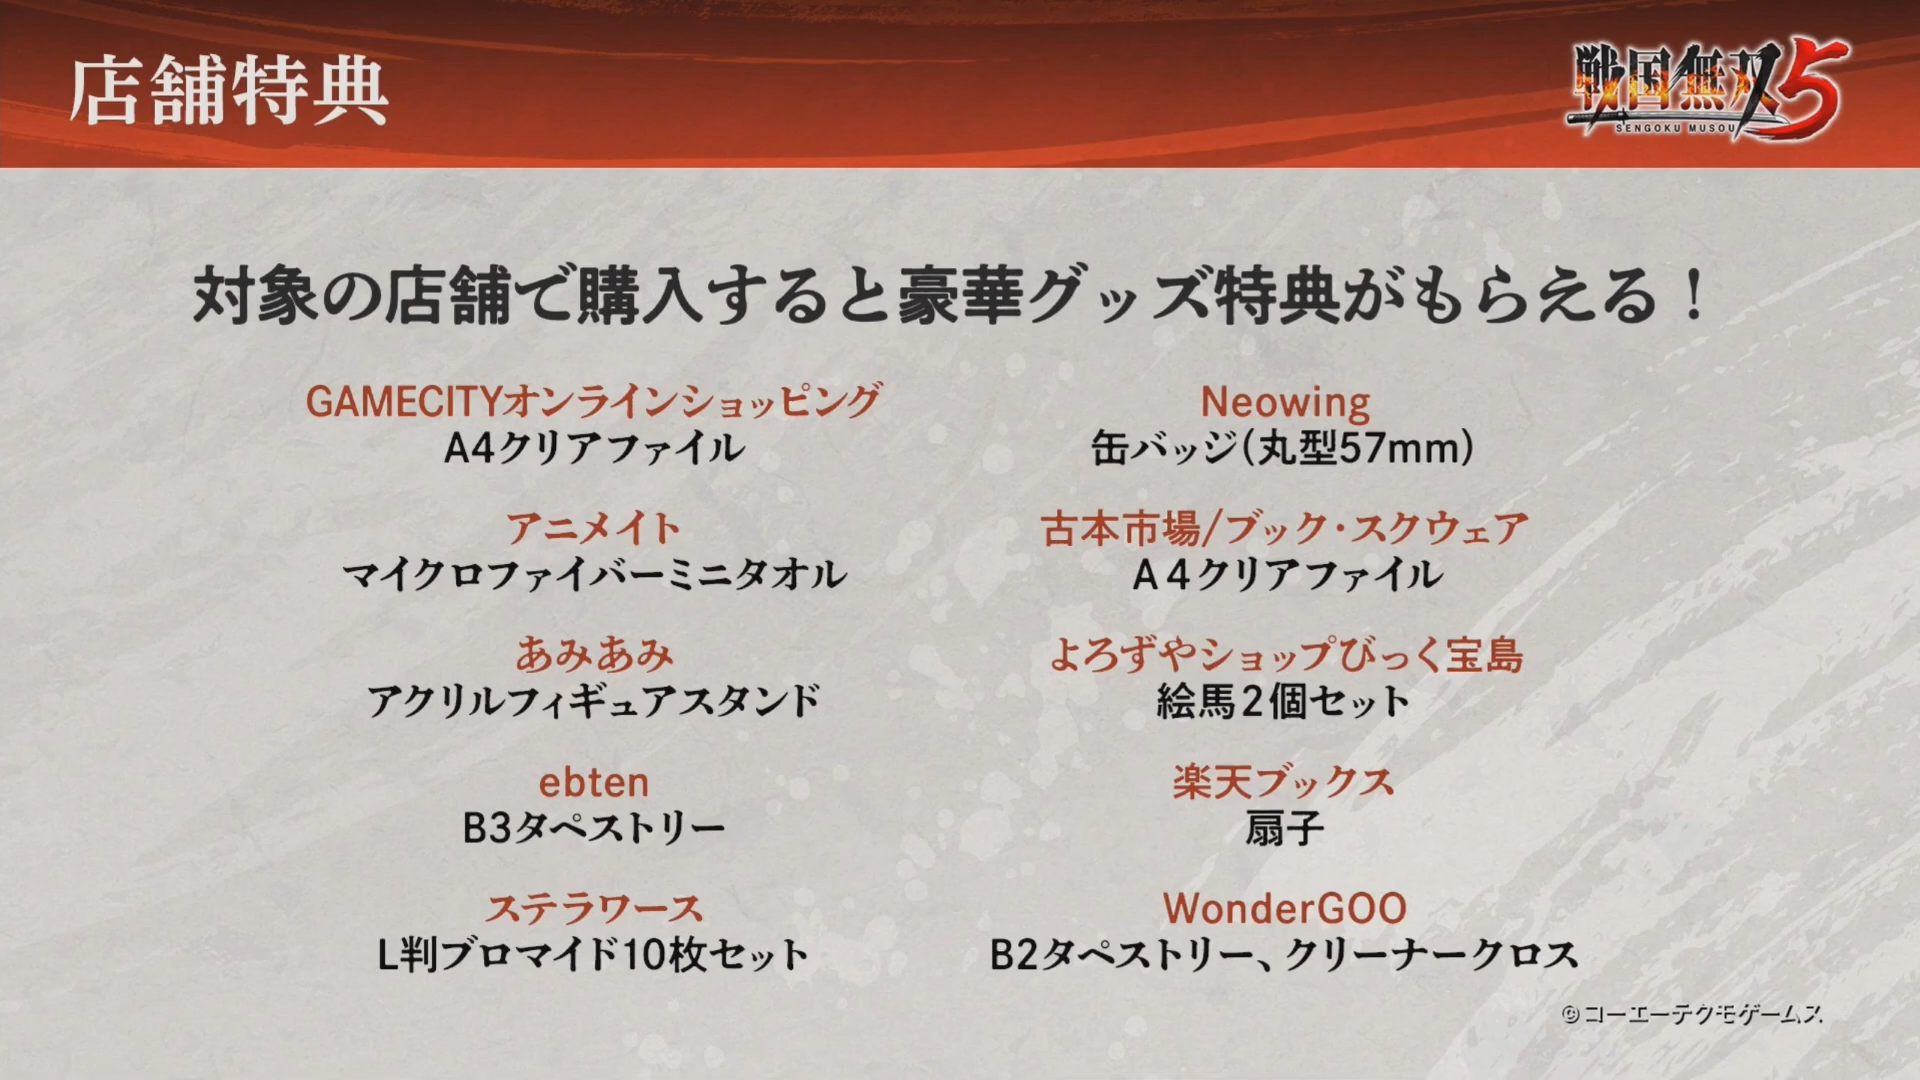 店舗特典
戦国無双5
SENGOKU MUSOU
対象の店舗で購入すると豪華グッズ特典がもらえる！
GAMECITYオンラインショッピング
A4クリアファイル
アニメイト
マイクロファイバーミニタオル
あみあみ
アクリルフィギュアスタンド
ebten
B3タペストリー
ステラワース
L判ブロマイド10枚セット
Neowing
缶バッジ(丸型57mm)
古本市場/ブック・スクウェア
A4クリアファイル
よろずやショップびっく宝島
絵馬2個セット
楽天ブックス
扇子
WonderGOO
B2タペストリー、クリーナークロス
©コーエーテクモゲームス